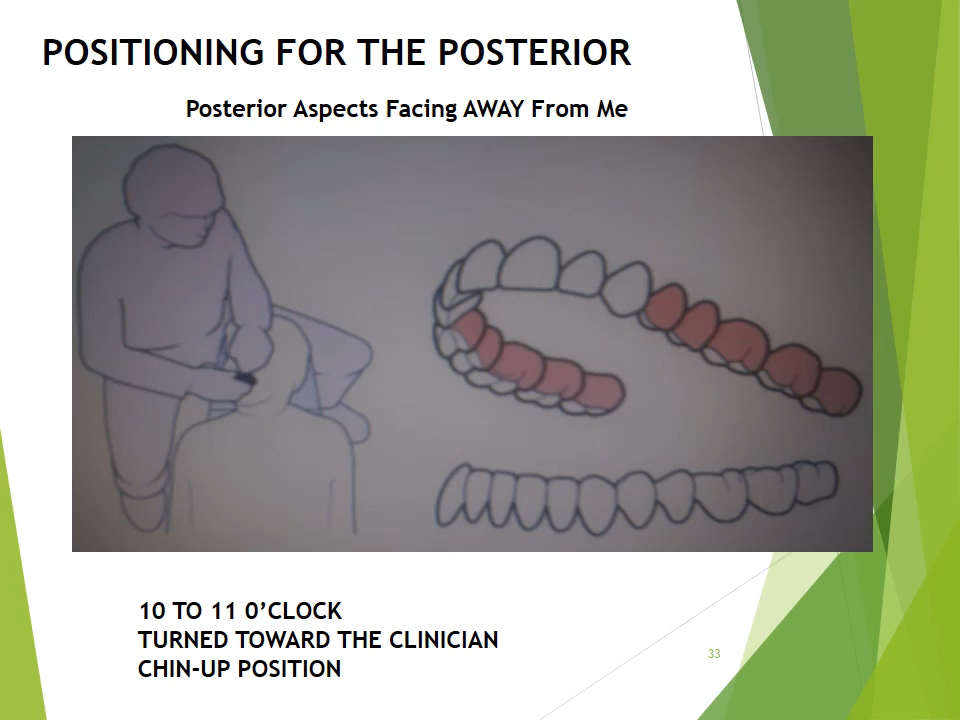 POSITIONING FOR THE POSTERIOR
Posterior Aspects Facing AWAY From Me
10 TO 11 0’CLOCK
TURNED TOWARD THE CLINICIAN
CHIN-UP POSITION
33